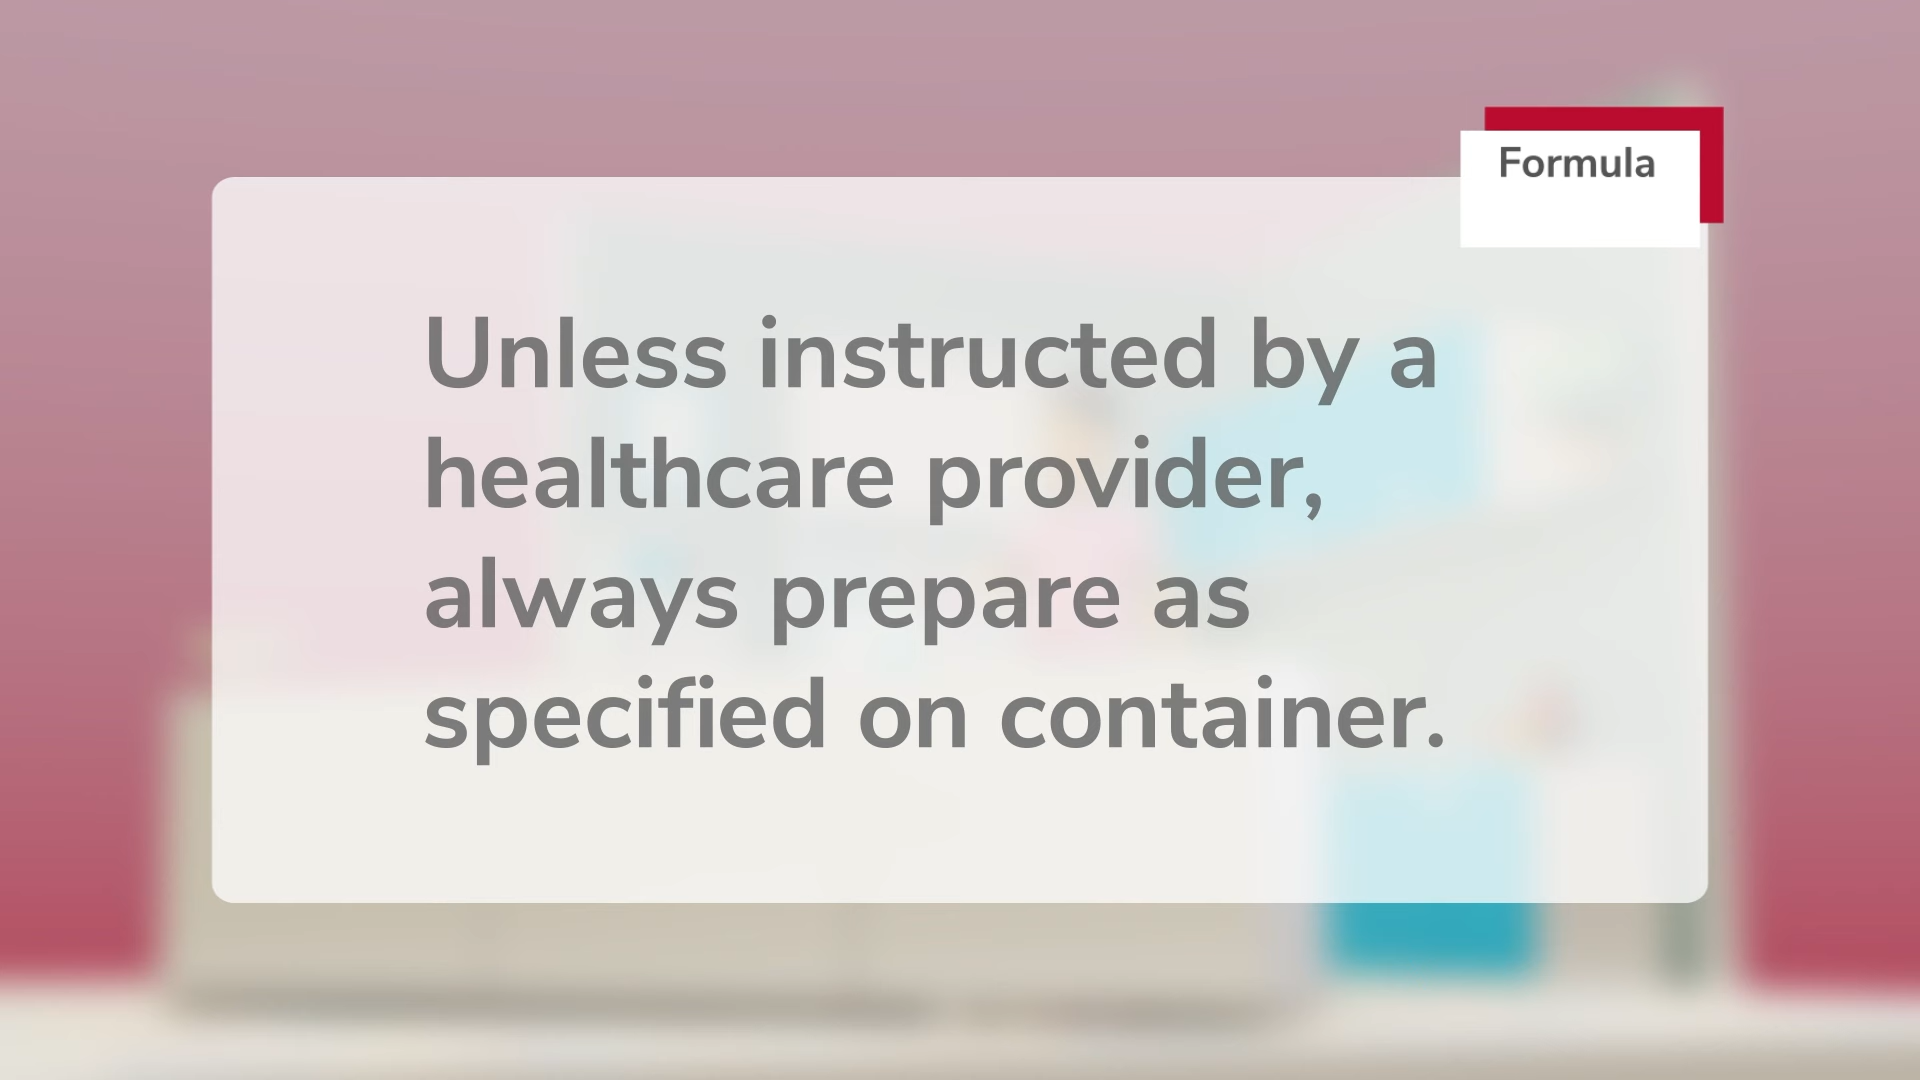 Formula
Unless instructed by a
healthcare provider,
always prepare as
specified on container.